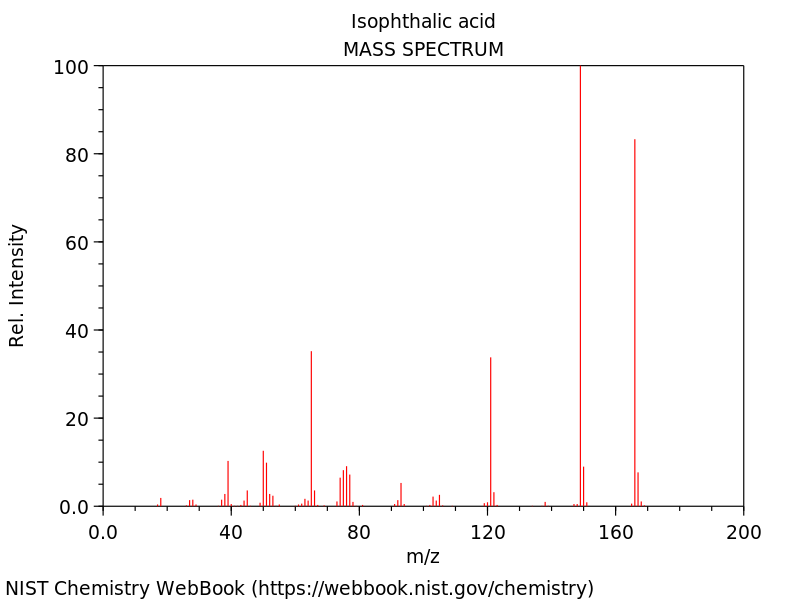 Isophthalic acid
MASS SPECTRUM
100
80
60
40
20
0.0
Rel. Intensity
0.0 40 80 120 160 200
m/z
NIST Chemistry WebBook (https://webbook.nist.gov/chemistry)